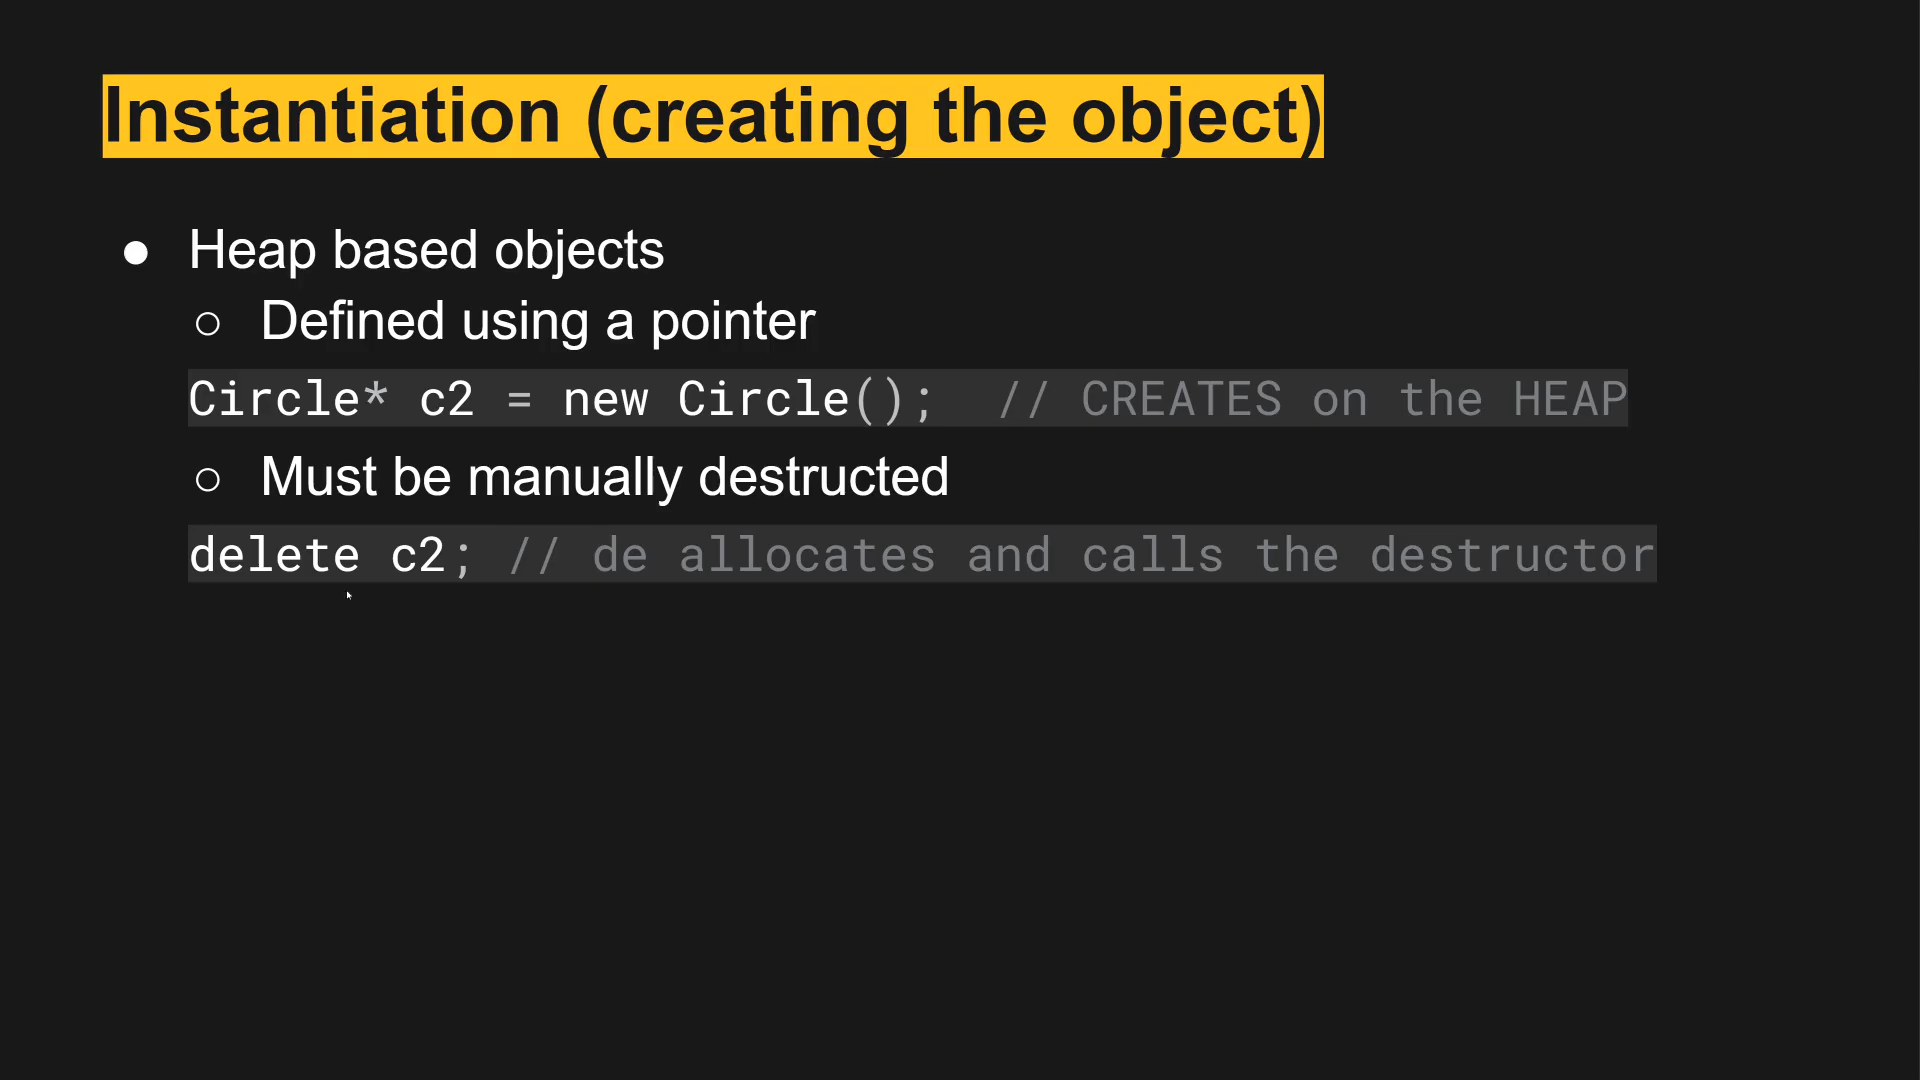 Instantiation (creating the object)
● Heap based objects
○ Defined using a pointer
Circle* c2 = new Circle();  // CREATES on the HEAP
○ Must be manually destructed
delete c2; // de allocates and calls the destructor